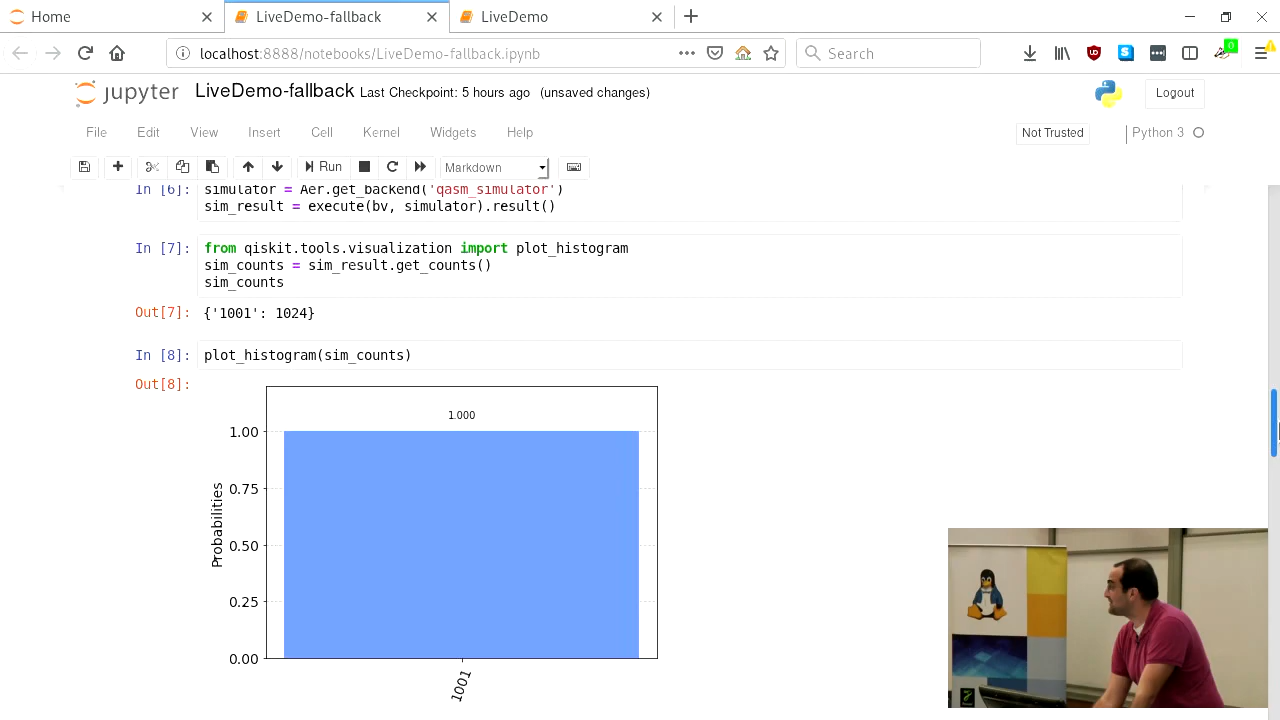 Home
LiveDemo-fallback
LiveDemo
localhost:8888/notebooks/LiveDemo-fallback.ipynb
Search
0
jupyter LiveDemo-fallback Last Checkpoint: 5 hours ago (unsaved changes)
Logout
File Edit View Insert Cell Kernel Widgets Help
Not Trusted
Python 3
Run
Markdown
In [6]: simulator = Aer.get_backend('qasm_simulator')
sim_result = execute(bv, simulator).result()
In [7]: from qiskit.tools.visualization import plot_histogram
sim_counts = sim_result.get_counts()
sim_counts
Out[7]: {'1001': 1024}
In [8]: plot_histogram(sim_counts)
Out[8]:
1.000
1.00
0.75
0.50
0.25
0.00
Probabilities
1001